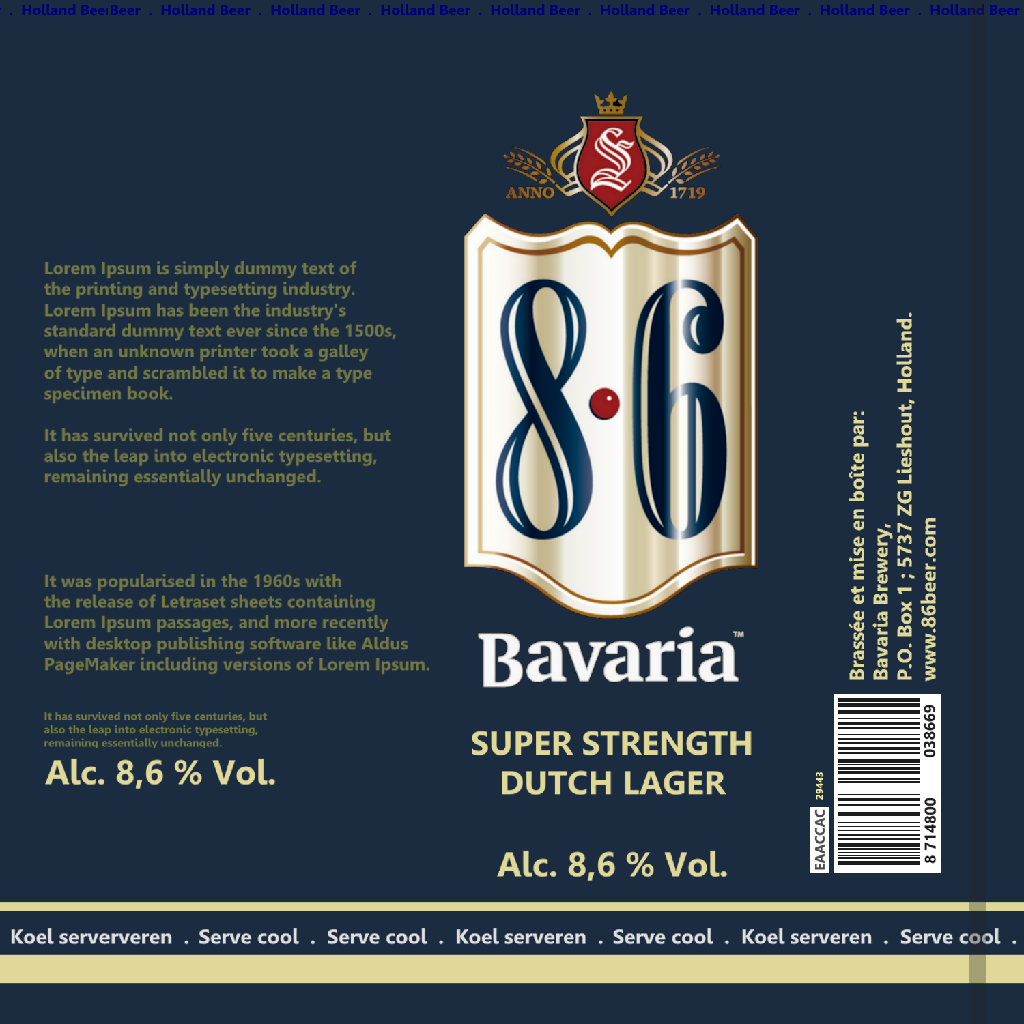 . Holland BeerBeer . Holland Beer . Holland Beer . Holland Beer . Holland Beer . Holland Beer . Holland Beer . Holland Beer . Holland Beer
S
ANNO 1719
8.6
Bavaria™
SUPER STRENGTH
DUTCH LAGER
Alc. 8,6 % Vol.
Lorem Ipsum is simply dummy text of
the printing and typesetting industry.
Lorem Ipsum has been the industry's
standard dummy text ever since the 1500s,
when an unknown printer took a galley
of type and scrambled it to make a type
specimen book.
It has survived not only five centuries, but
also the leap into electronic typesetting,
remaining essentially unchanged.
It was popularised in the 1960s with
the release of Letraset sheets containing
Lorem Ipsum passages, and more recently
with desktop publishing software like Aldus
PageMaker including versions of Lorem Ipsum.
It has survived not only five centuries, but
also the leap into electronic typesetting,
remaining essentially unchanged.
Alc. 8,6 % Vol.
Brassée et mise en boîte par:
Bavaria Brewery,
P.O. Box 1 ; 5737 ZG Lieshout, Holland.
www.86beer.com
EAACCAC 29443
8 714800 038669
Koel serververen . Serve cool . Serve cool . Koel serveren . Serve cool . Koel serveren . Serve cool .